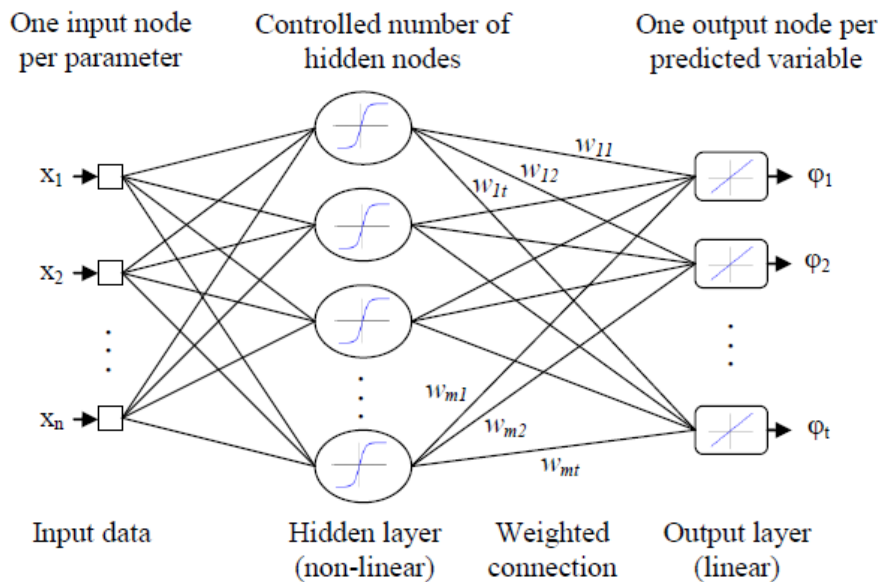 One input node
per parameter
Controlled number of
hidden nodes
One output node per
predicted variable
x1
x2
xn
w11
w12
w1t
wm1
wm2
wmt
φ1
φ2
φt
Input data
Hidden layer
(non-linear)
Weighted
connection
Output layer
(linear)